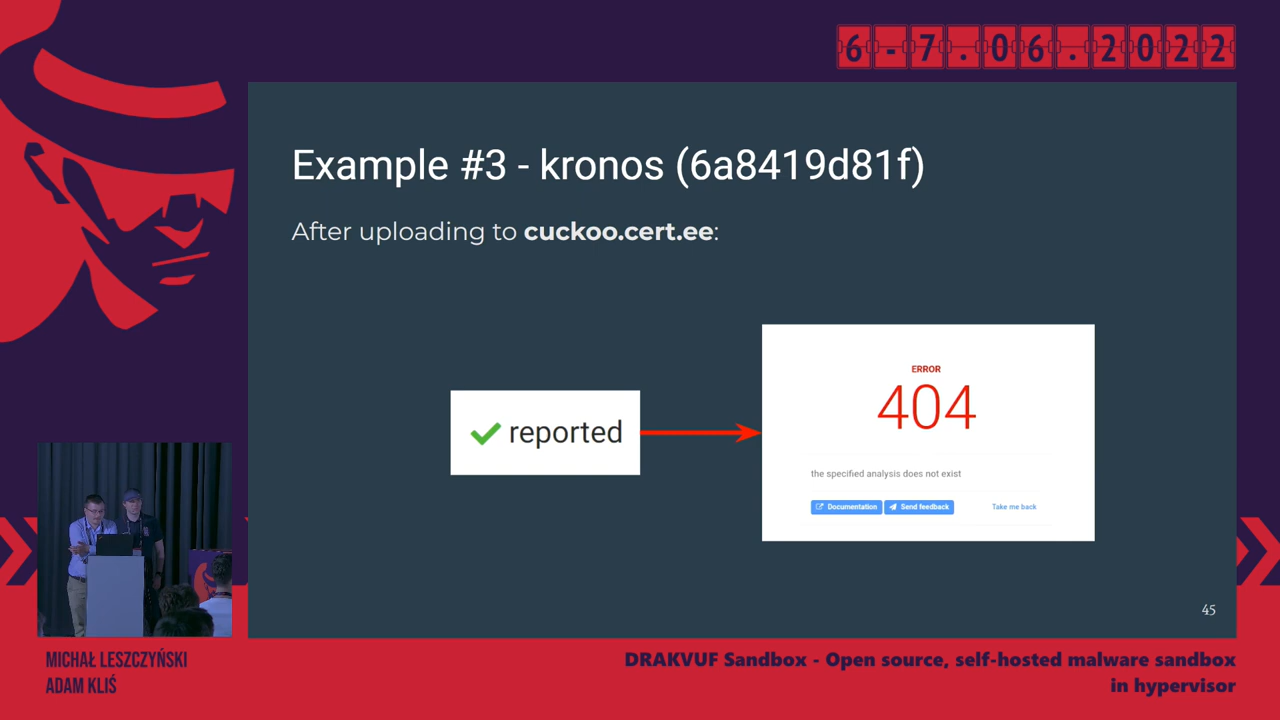 6-7.06.2022
Example #3 - kronos (6a8419d81f)
After uploading to cuckoo.cert.ee:
reported
ERROR
404
the specified analysis does not exist
Documentation
Send feedback
Take me back
45
MICHAŁ LESZCZYŃSKI
ADAM KLIŚ
DRAKVUF Sandbox - Open source, self-hosted malware sandbox
in hypervisor